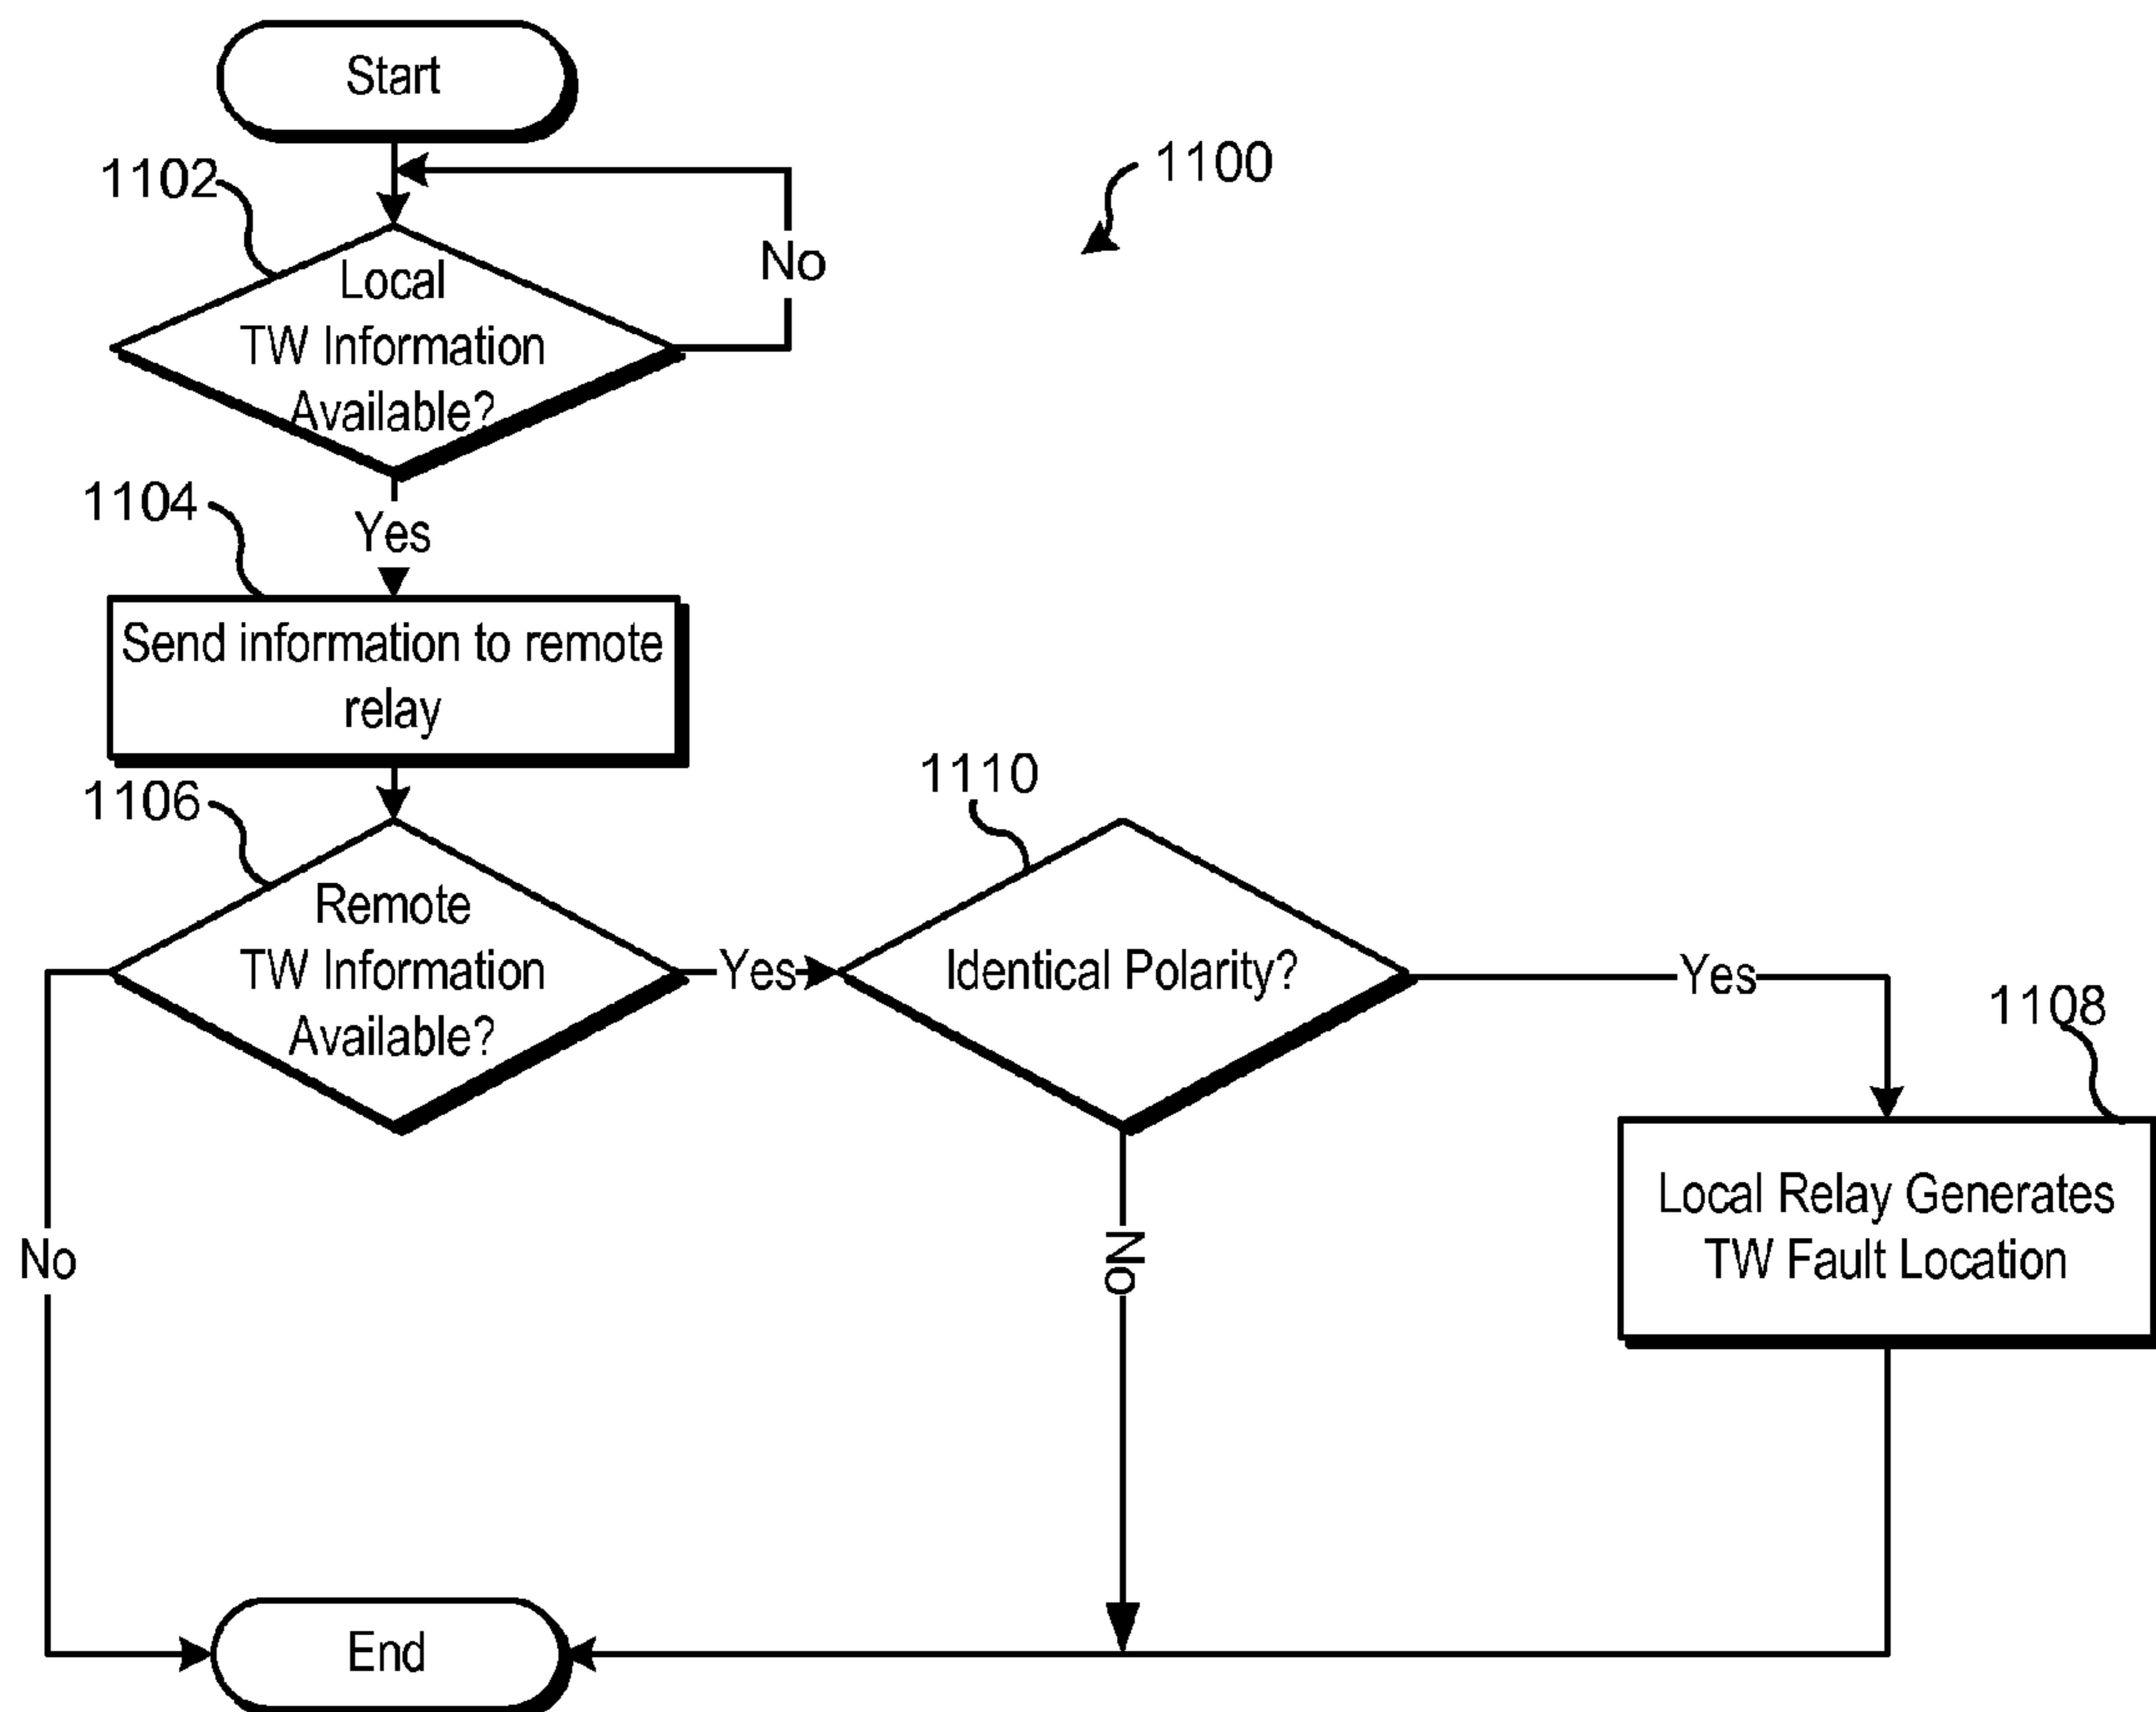 Start
1102
1100
No
Local
TW Information
Available?
1104
Yes
Send information to remote
relay
1106
1110
Remote
TW Information
Available?
Yes
Identical Polarity?
Yes
1108
Local Relay Generates
TW Fault Location
No
No
End